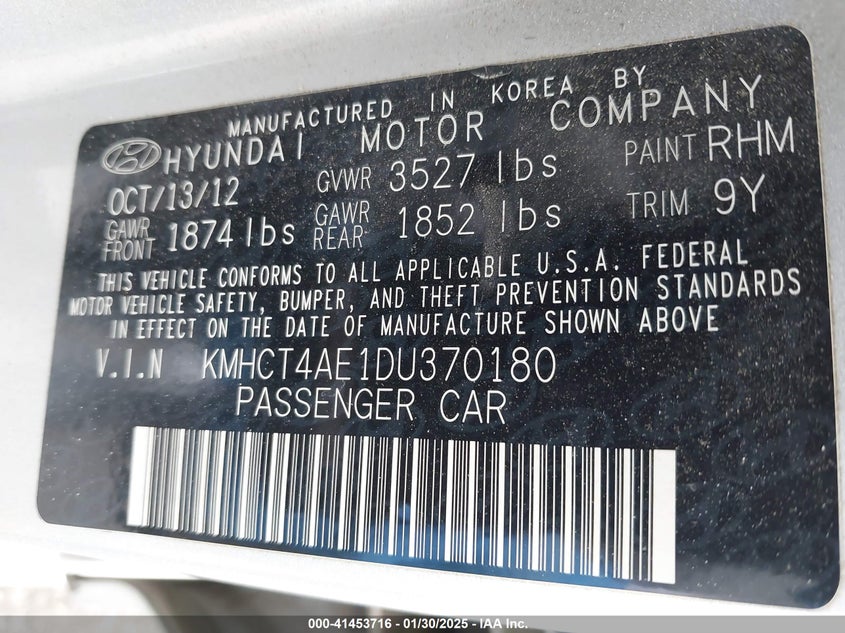 MANUFACTURED IN KOREA BY
HYUNDAI MOTOR COMPANY
OCT/13/12 GVWR 3527 lbs PAINT RHM
GAWR FRONT 1874 lbs GAWR REAR 1852 lbs TRIM 9Y
THIS VEHICLE CONFORMS TO ALL APPLICABLE U.S.A. FEDERAL
MOTOR VEHICLE SAFETY, BUMPER, AND THEFT PREVENTION STANDARDS
IN EFFECT ON THE DATE OF MANUFACTURE SHOWN ABOVE
V.I.N KMHCT4AE1DU370180
PASSENGER CAR
000-41453716 - 01/30/2025 - IAA Inc.